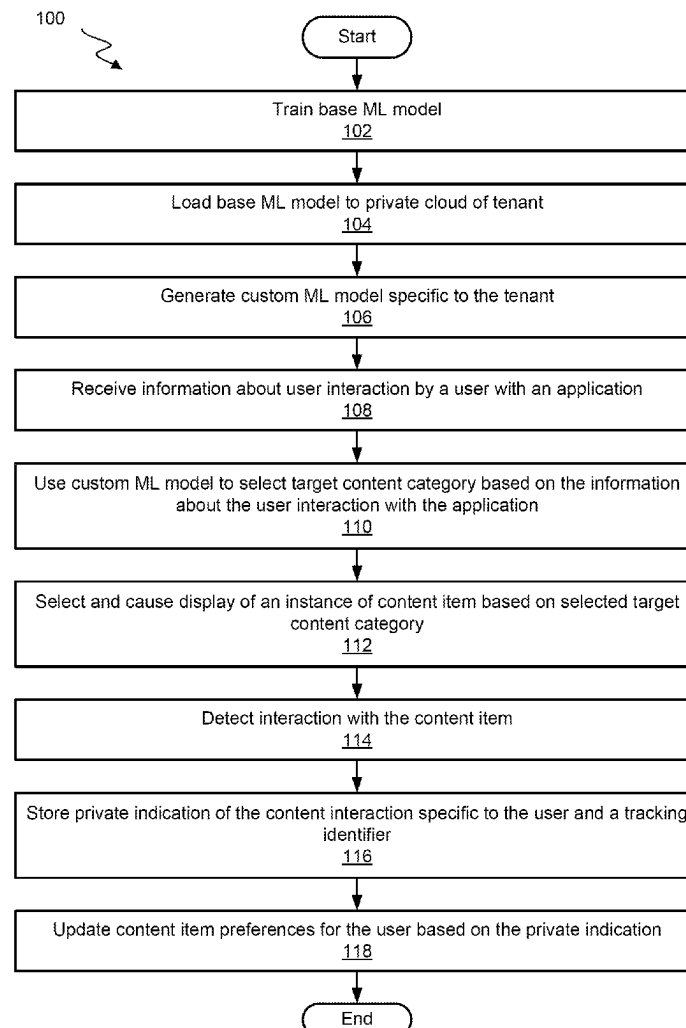 100
Start
Train base ML model
102
Load base ML model to private cloud of tenant
104
Generate custom ML model specific to the tenant
106
Receive information about user interaction by a user with an application
108
Use custom ML model to select target content category based on the information
about the user interaction with the application
110
Select and cause display of an instance of content item based on selected target
content category
112
Detect interaction with the content item
114
Store private indication of the content interaction specific to the user and a tracking
identifier
116
Update content item preferences for the user based on the private indication
118
End